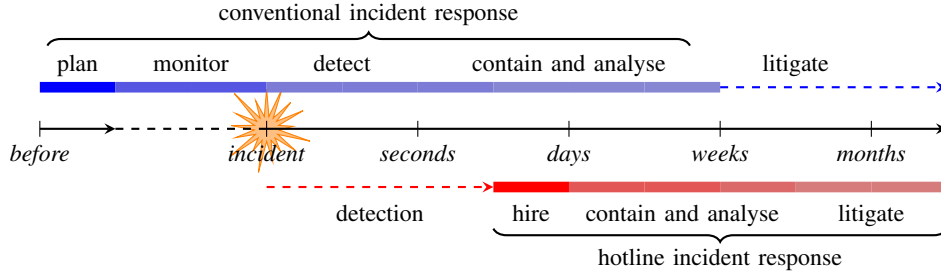 conventional incident response
plan monitor detect contain and analyse litigate
before incident seconds days weeks months
detection hire contain and analyse litigate
hotline incident response